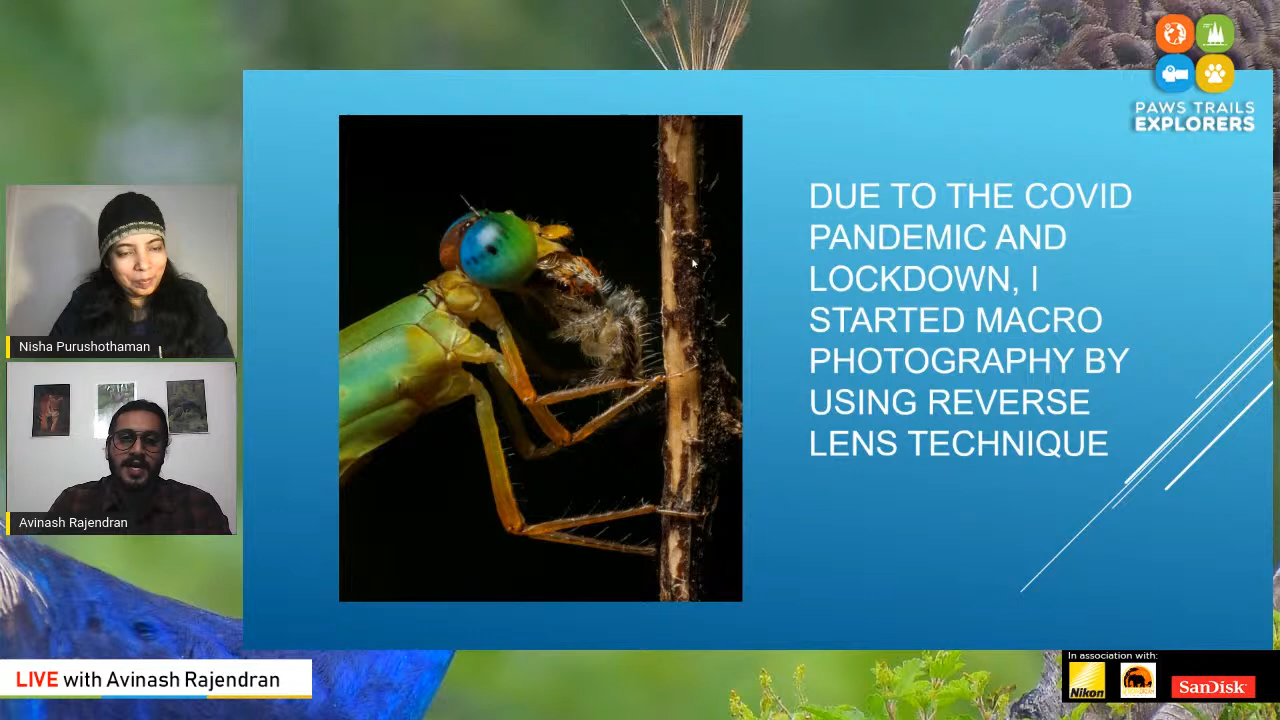 PAWS TRAILS
EXPLORERS
DUE TO THE COVID
PANDEMIC AND
LOCKDOWN, I
STARTED MACRO
PHOTOGRAPHY BY
USING REVERSE
LENS TECHNIQUE
Nisha Purushothaman
Avinash Rajendran
LIVE with Avinash Rajendran
In association with:
Nikon
SanDisk